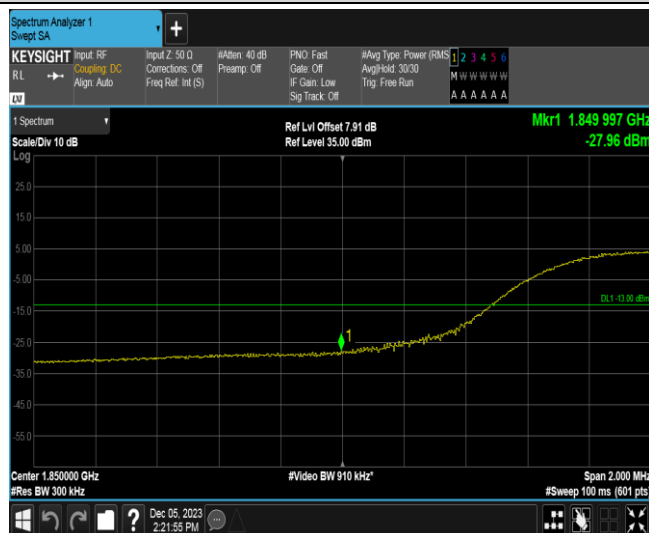 Spectrum Analyzer 1
Swept SA
+
KEYSIGHT Input: RF Input Z: 50 Ω #Atten: 40 dB PNO: Fast #Avg Type: Power (RMS 1 2 3 4 5 6
RL Coupling: DC Corrections: Off Preamp: Off Gate: Off Avg|Hold: 30/30 M W W W W W
Align: Auto Freq Ref: Int (S) IF Gain: Low Trig: Free Run
LXI Sig Track: Off A A A A A A
1 Spectrum Ref Lvl Offset 7.91 dB Mkr1 1.849 997 GHz
Scale/Div 10 dB Ref Level 35.00 dBm -27.96 dBm
Log
25.0
15.0
5.00
-5.00
DL1 -13.00 dBm
-15.0
1
-25.0
-35.0
-45.0
-55.0
Center 1.850000 GHz #Video BW 910 kHz* Span 2.000 MHz
#Res BW 300 kHz #Sweep 100 ms (601 pts)
? Dec 05, 2023
2:21:55 PM